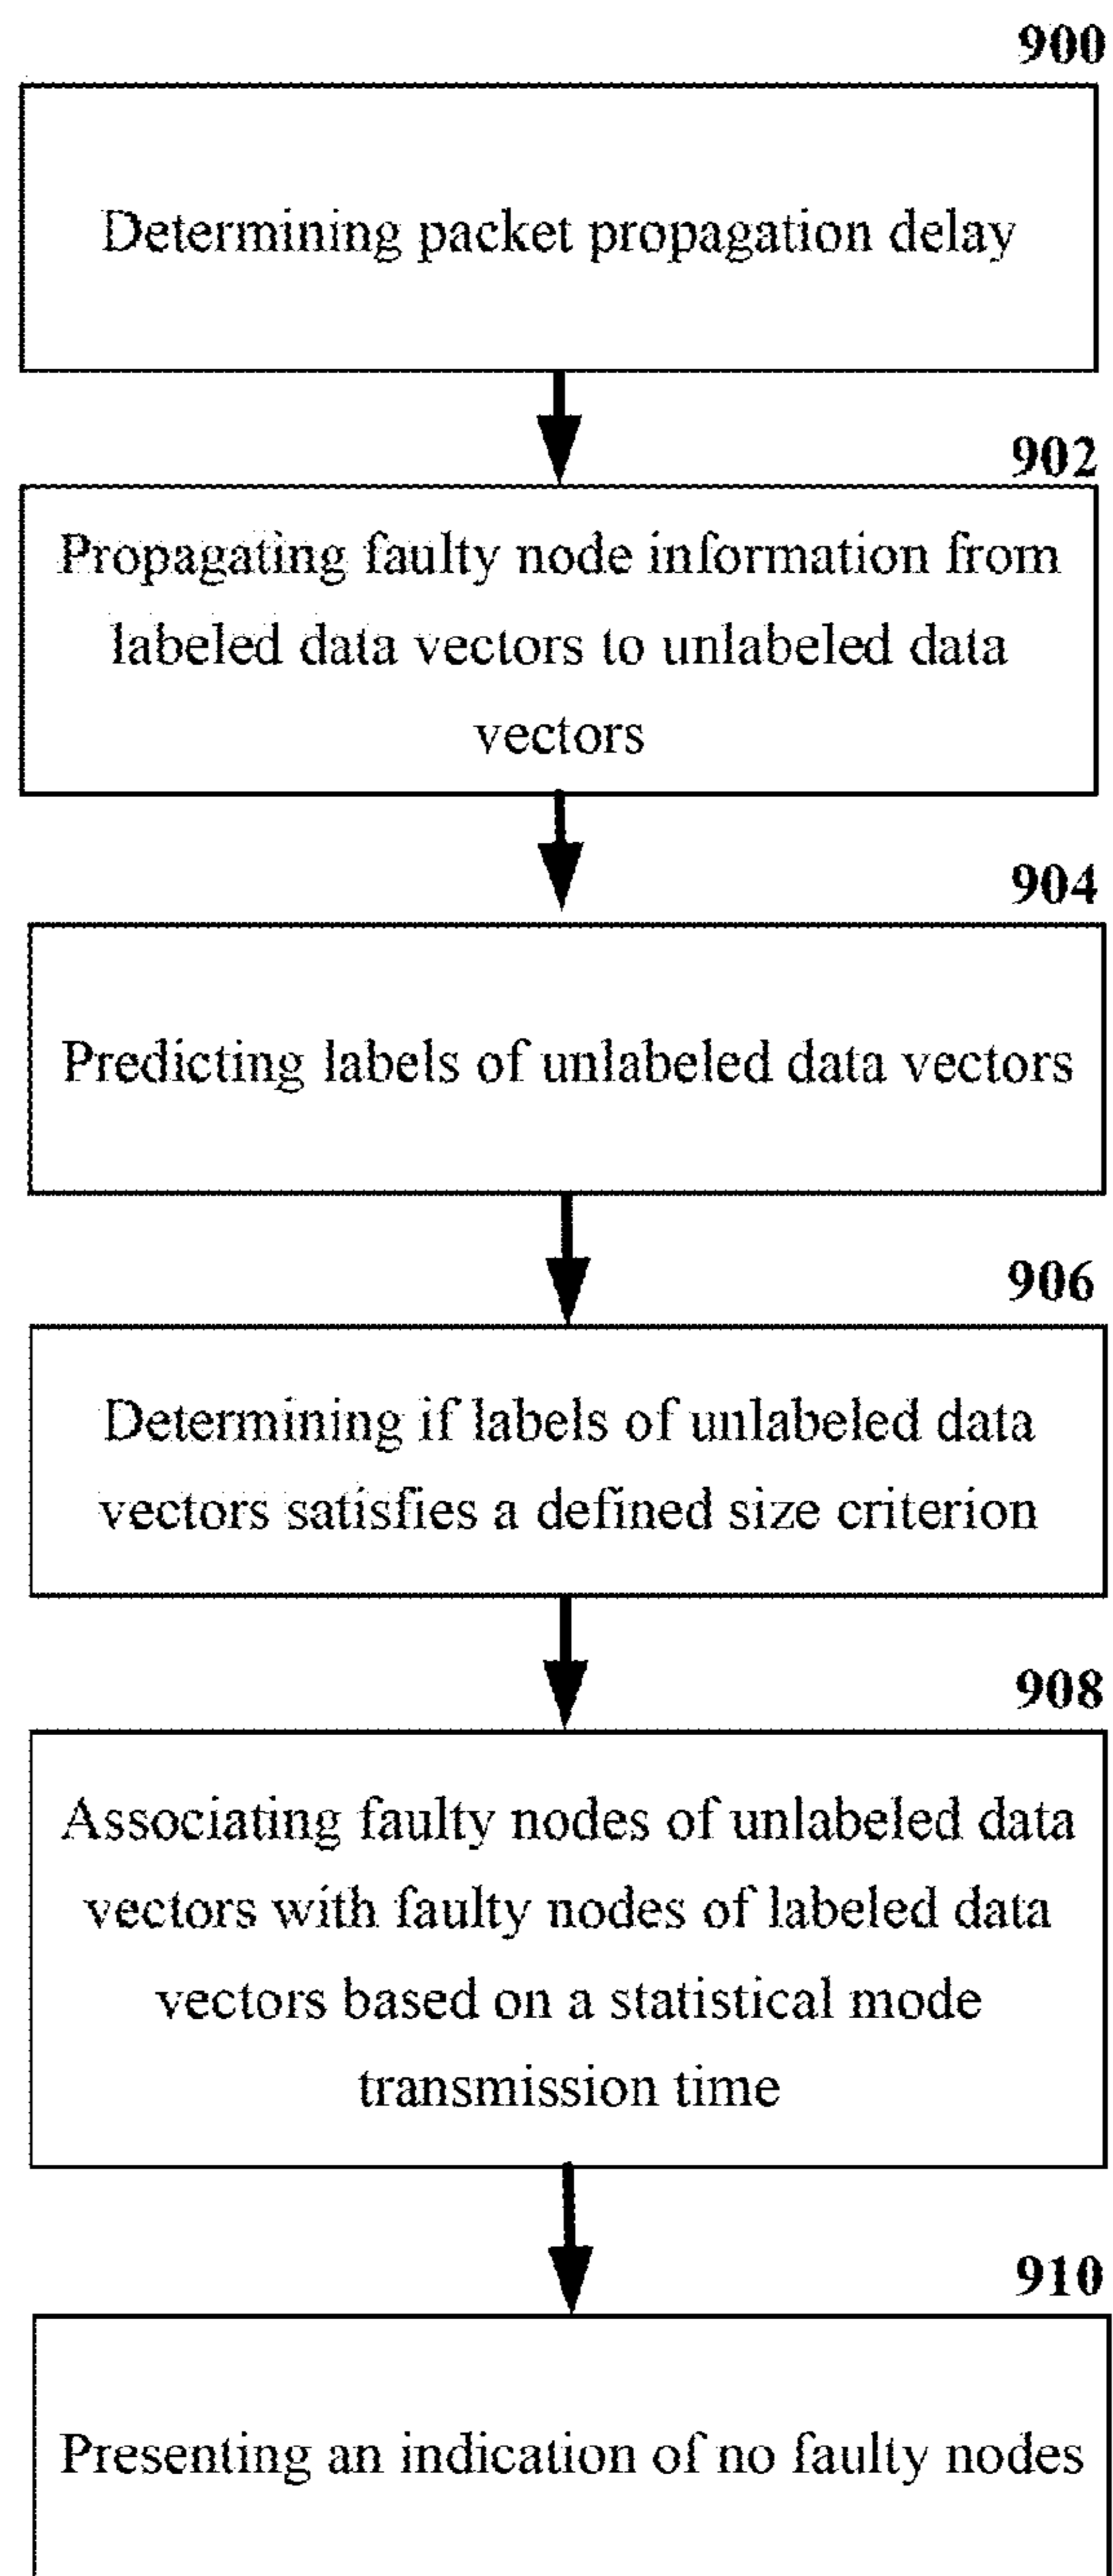 900
Determining packet propagation delay
902
Propagating faulty node information from
labeled data vectors to unlabeled data
vectors
904
Predicting labels of unlabeled data vectors
906
Determining if labels of unlabeled data
vectors satisfies a defined size criterion
908
Associating faulty nodes of unlabeled data
vectors with faulty nodes of labeled data
vectors based on a statistical mode
transmission time
910
Presenting an indication of no faulty nodes